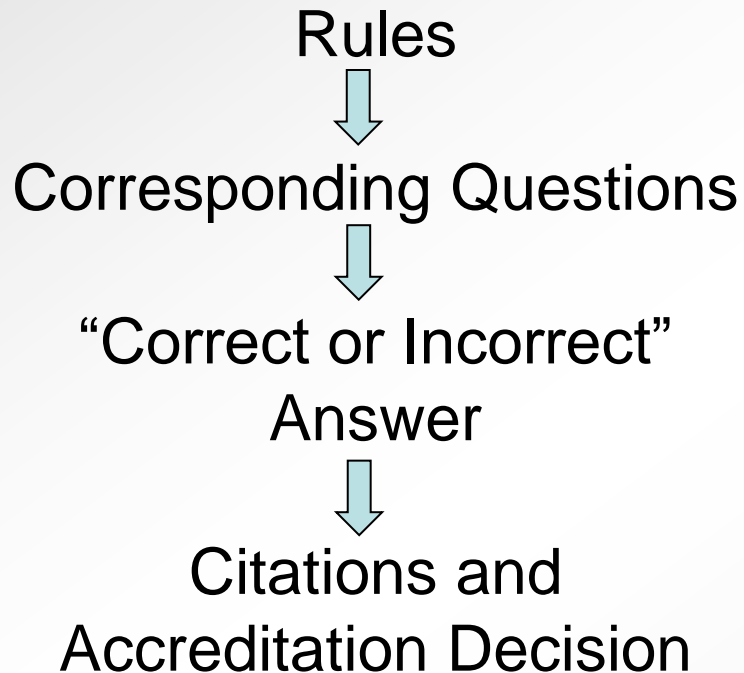 Rules
Corresponding Questions
“Correct or Incorrect”
Answer
Citations and
Accreditation Decision